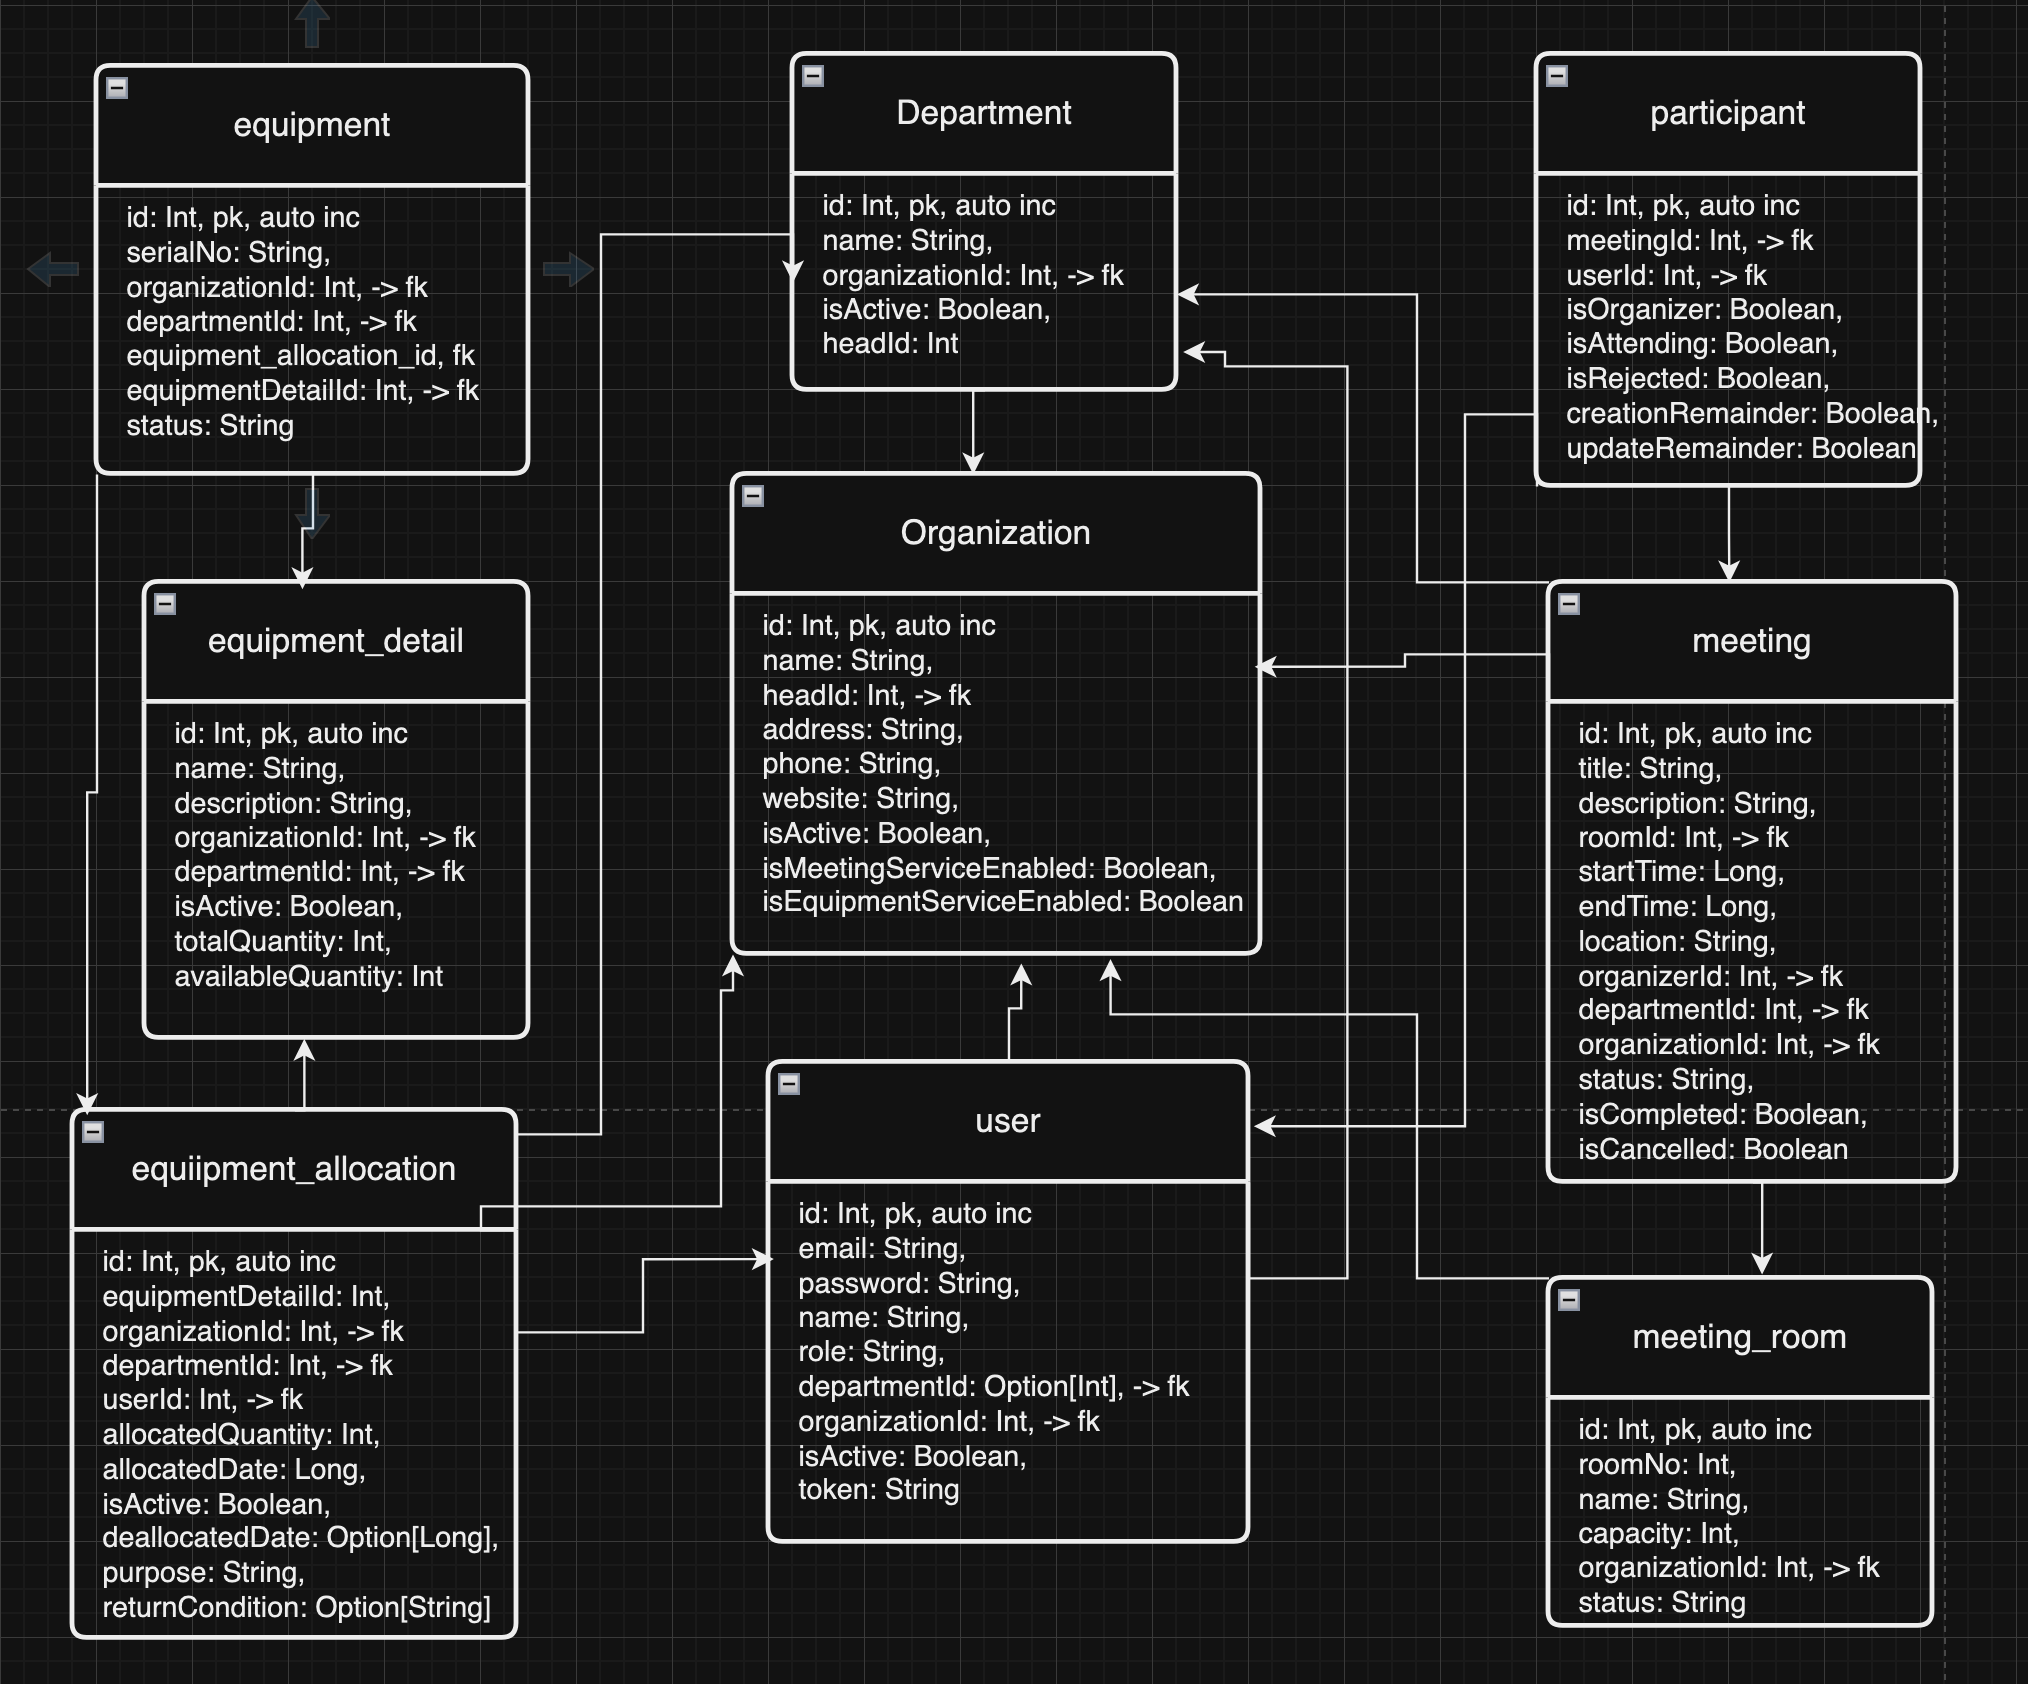 equipment
id: Int, pk, auto inc
serialNo: String,
organizationId: Int, -> fk
departmentId: Int, -> fk
equipment_allocation_id, fk
equipmentDetailId: Int, -> fk
status: String
Department
id: Int, pk, auto inc
name: String,
organizationId: Int, -> fk
isActive: Boolean,
headId: Int
participant
id: Int, pk, auto inc
meetingId: Int, -> fk
userId: Int, -> fk
isOrganizer: Boolean,
isAttending: Boolean,
isRejected: Boolean,
creationRemainder: Boolean,
updateRemainder: Boolean
equipment_detail
id: Int, pk, auto inc
name: String,
description: String,
organizationId: Int, -> fk
departmentId: Int, -> fk
isActive: Boolean,
totalQuantity: Int,
availableQuantity: Int
Organization
id: Int, pk, auto inc
name: String,
headId: Int, -> fk
address: String,
phone: String,
website: String,
isActive: Boolean,
isMeetingServiceEnabled: Boolean,
isEquipmentServiceEnabled: Boolean
meeting
id: Int, pk, auto inc
title: String,
description: String,
roomId: Int, -> fk
startTime: Long,
endTime: Long,
location: String,
organizerId: Int, -> fk
departmentId: Int, -> fk
organizationId: Int, -> fk
status: String,
isCompleted: Boolean,
isCancelled: Boolean
equiipment_allocation
id: Int, pk, auto inc
equipmentDetailId: Int,
organizationId: Int, -> fk
departmentId: Int, -> fk
userId: Int, -> fk
allocatedQuantity: Int,
allocatedDate: Long,
isActive: Boolean,
deallocatedDate: Option[Long],
purpose: String,
returnCondition: Option[String]
user
id: Int, pk, auto inc
email: String,
password: String,
name: String,
role: String,
departmentId: Option[Int], -> fk
organizationId: Int, -> fk
isActive: Boolean,
token: String
meeting_room
id: Int, pk, auto inc
roomNo: Int,
name: String,
capacity: Int,
organizationId: Int, -> fk
status: String